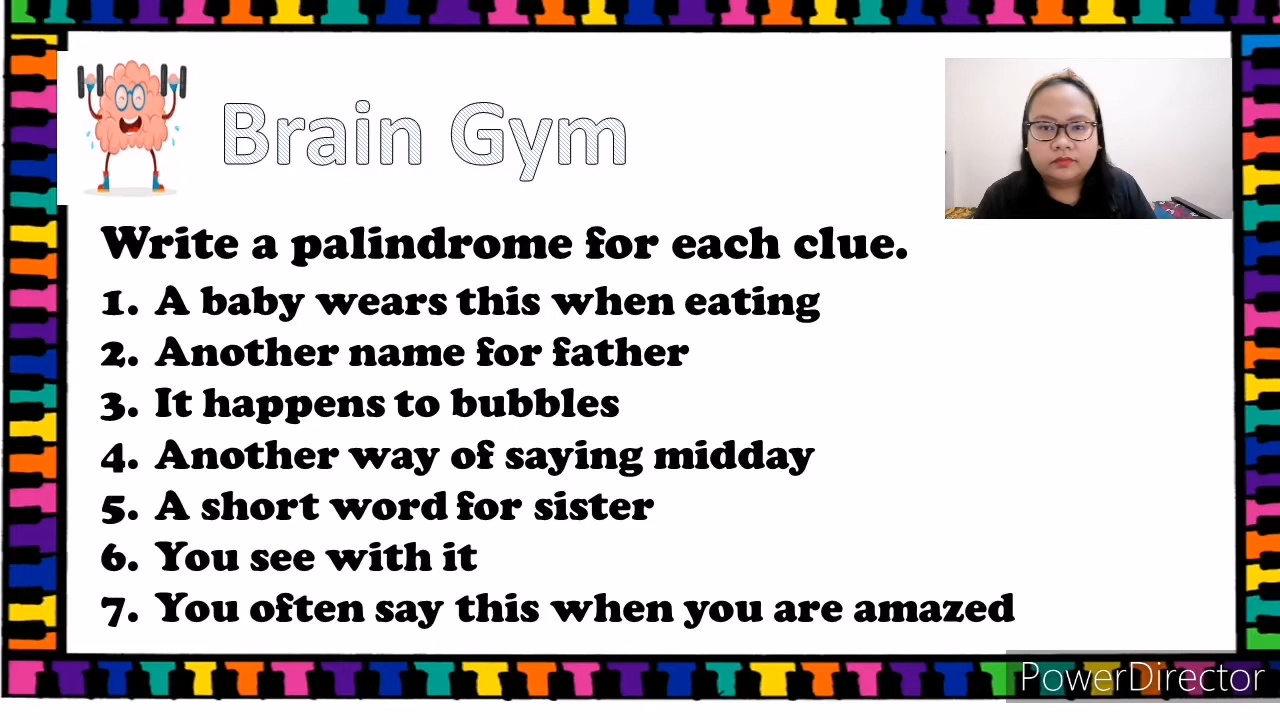 Brain Gym
Write a palindrome for each clue.
1. A baby wears this when eating
2. Another name for father
3. It happens to bubbles
4. Another way of saying midday
5. A short word for sister
6. You see with it
7. You often say this when you are amazed
PowerDirector